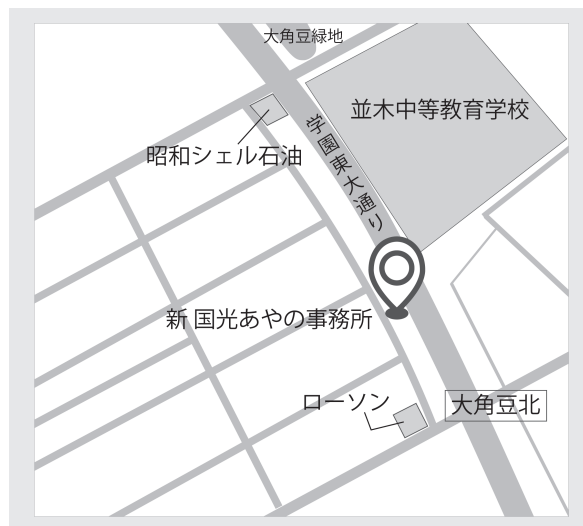 大角豆緑地
並木中等教育学校
昭和シェル石油
学園東大通り
新 国光あやの事務所
ローソン
大角豆北